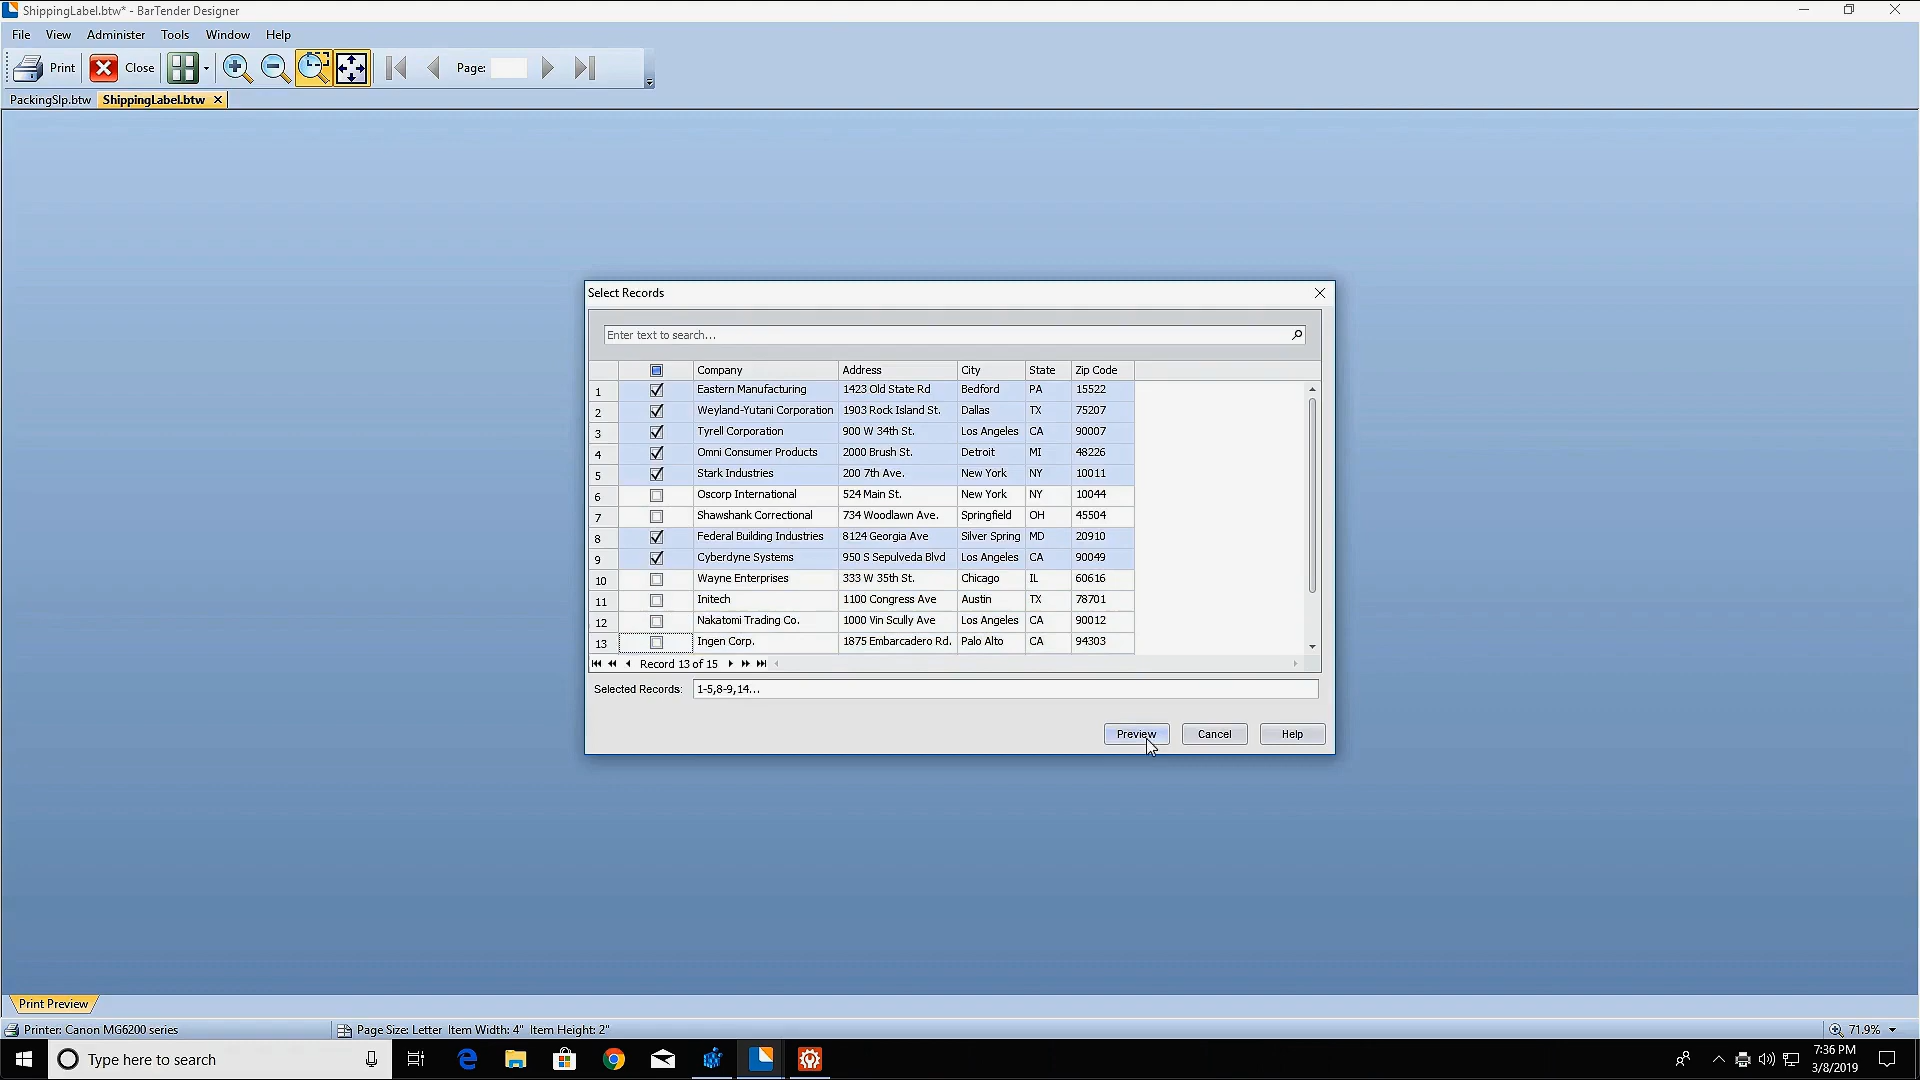 ShippingLabel.btw* - BarTender Designer
File View Administer Tools Window Help
Print Close Page:
PackingSlp.btw ShippingLabel.btw
Select Records
Enter text to search...
Company Address City State Zip Code
1 Eastern Manufacturing 1423 Old State Rd Bedford PA 15522
2 Weyland-Yutani Corporation 1903 Rock Island St. Dallas TX 75207
3 Tyrell Corporation 900 W 34th St. Los Angeles CA 90007
4 Omni Consumer Products 2000 Brush St. Detroit MI 48226
5 Stark Industries 200 7th Ave. New York NY 10011
6 Oscorp International 524 Main St. New York NY 10044
7 Shawshank Correctional 734 Woodlawn Ave. Springfield OH 45504
8 Federal Building Industries 8124 Georgia Ave Silver Spring MD 20910
9 Cyberdyne Systems 950 S Sepulveda Blvd Los Angeles CA 90049
10 Wayne Enterprises 333 W 35th St. Chicago IL 60616
11 Initech 1100 Congress Ave Austin TX 78701
12 Nakatomi Trading Co. 1000 Vin Scully Ave Los Angeles CA 90012
13 Ingen Corp. 1875 Embarcadero Rd. Palo Alto CA 94303
Record 13 of 15
Selected Records: 1-5,8-9,14...
Preview Cancel Help
Print Preview
Printer: Canon MG6200 series Page Size: Letter Item Width: 4" Item Height: 2" 71.9%
Type here to search 7:36 PM
3/8/2019